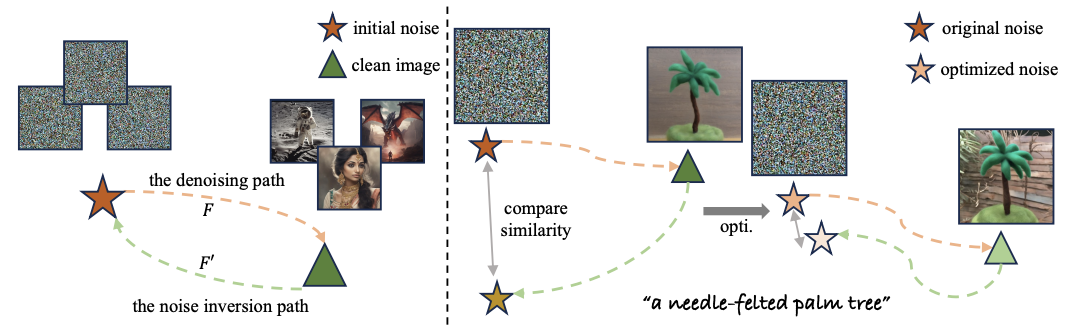 initial noise
clean image
the denoising path
F
F′
the noise inversion path
original noise
optimized noise
compare
similarity
opti.
“a needle-felted palm tree”